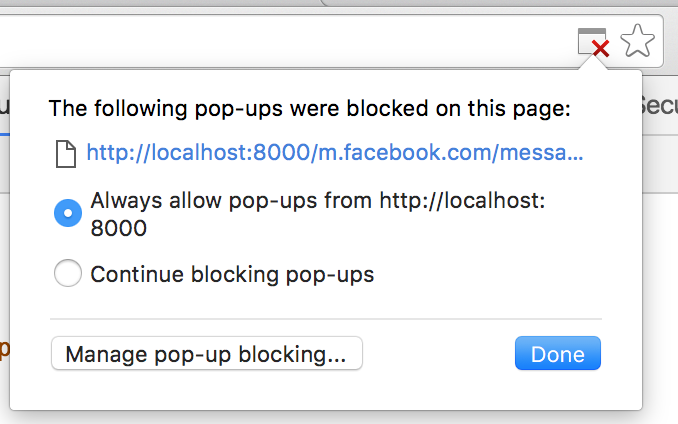 The following pop-ups were blocked on this page:
http://localhost:8000/m.facebook.com/messa...
Always allow pop-ups from http://localhost:
8000
Continue blocking pop-ups
Manage pop-up blocking...
Done